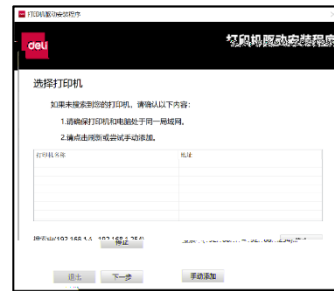 打印机驱动安装程序
deli
打印机驱动安装程序
选择打印机
如果未搜索到您的打印机，请确认以下内容：
1.请确保打印机和电脑处于同一局域网。
2.请点击刷新或尝试手动添加。
打印机名称 地址
停止
退出 下一步 手动添加